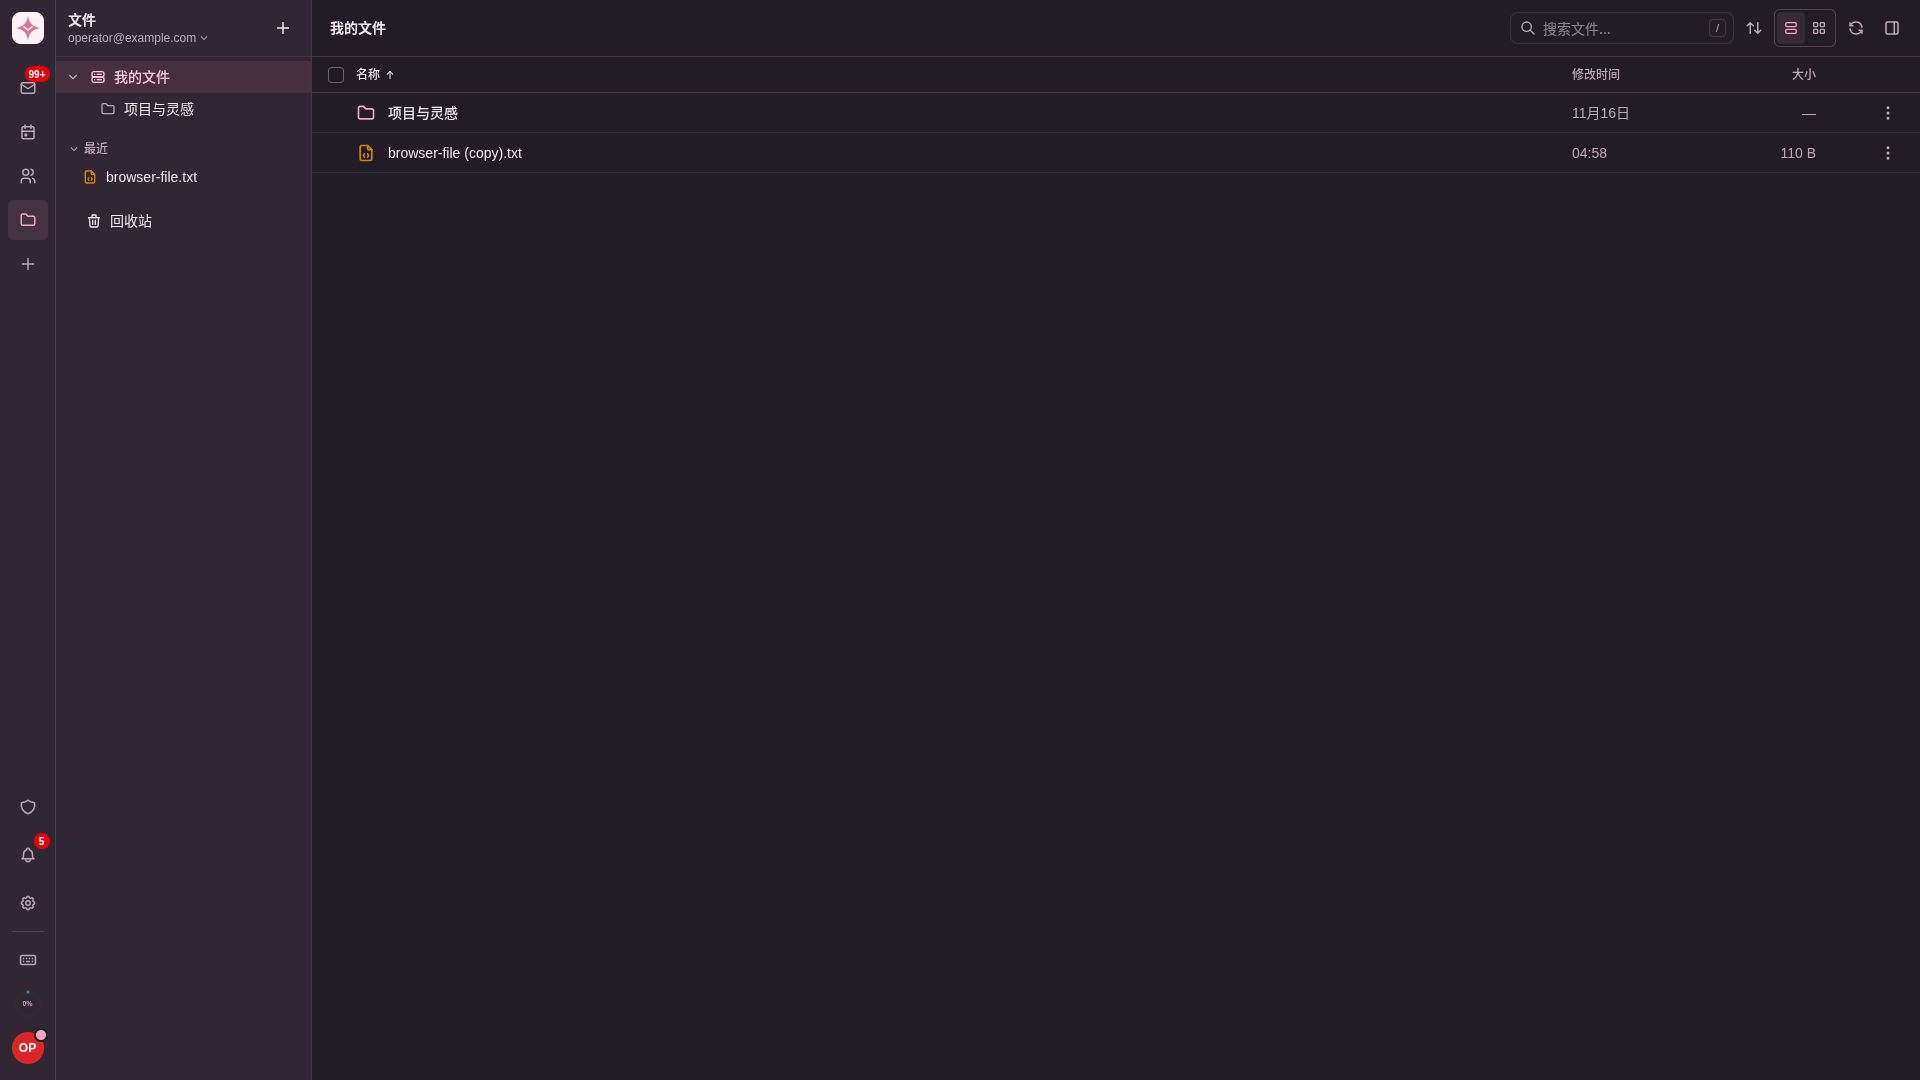 文件
operator@example.com
99+
我的文件
项目与灵感
最近
browser-file.txt
回收站
5
0%
OP
我的文件
搜索文件...
/
名称
修改时间
大小
项目与灵感
11月16日
—
browser-file (copy).txt
04:58
110 B